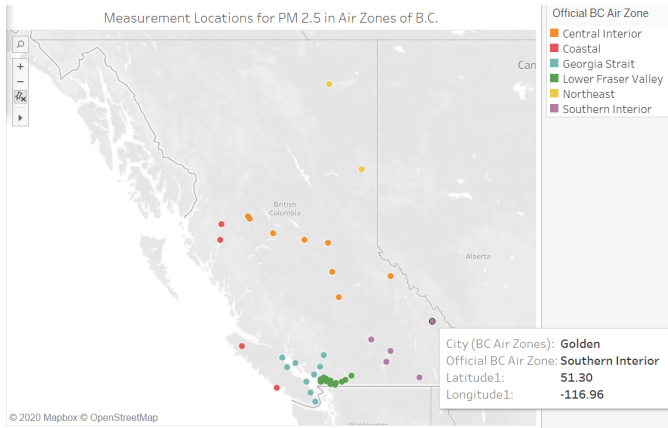 Measurement Locations for PM 2.5 in Air Zones of B.C.
Official BC Air Zone
Central Interior
Coastal
Georgia Strait
Lower Fraser Valley
Northeast
Southern Interior
Can
British
Columbia
Alberta
City (BC Air Zones): Golden
Official BC Air Zone: Southern Interior
Latitude1: 51.30
Longitude1: -116.96
© 2020 Mapbox © OpenStreetMap
Washington